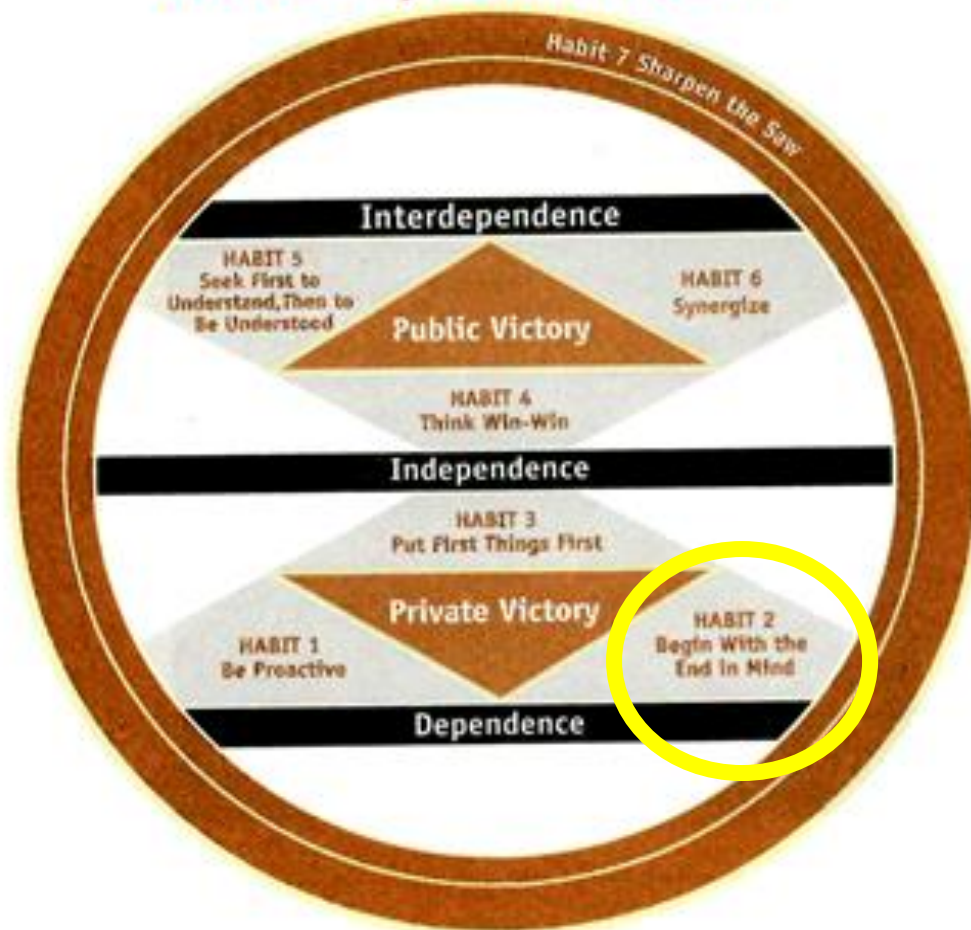 Habit 7 Sharpen the Saw
Interdependence
HABIT 5
Seek First to
Understand, Then to
Be Understood
HABIT 6
Synergize
Public Victory
HABIT 4
Think Win-Win
Independence
HABIT 3
Put First Things First
Private Victory
HABIT 1
Be Proactive
HABIT 2
Begin With the
End in Mind
Dependence